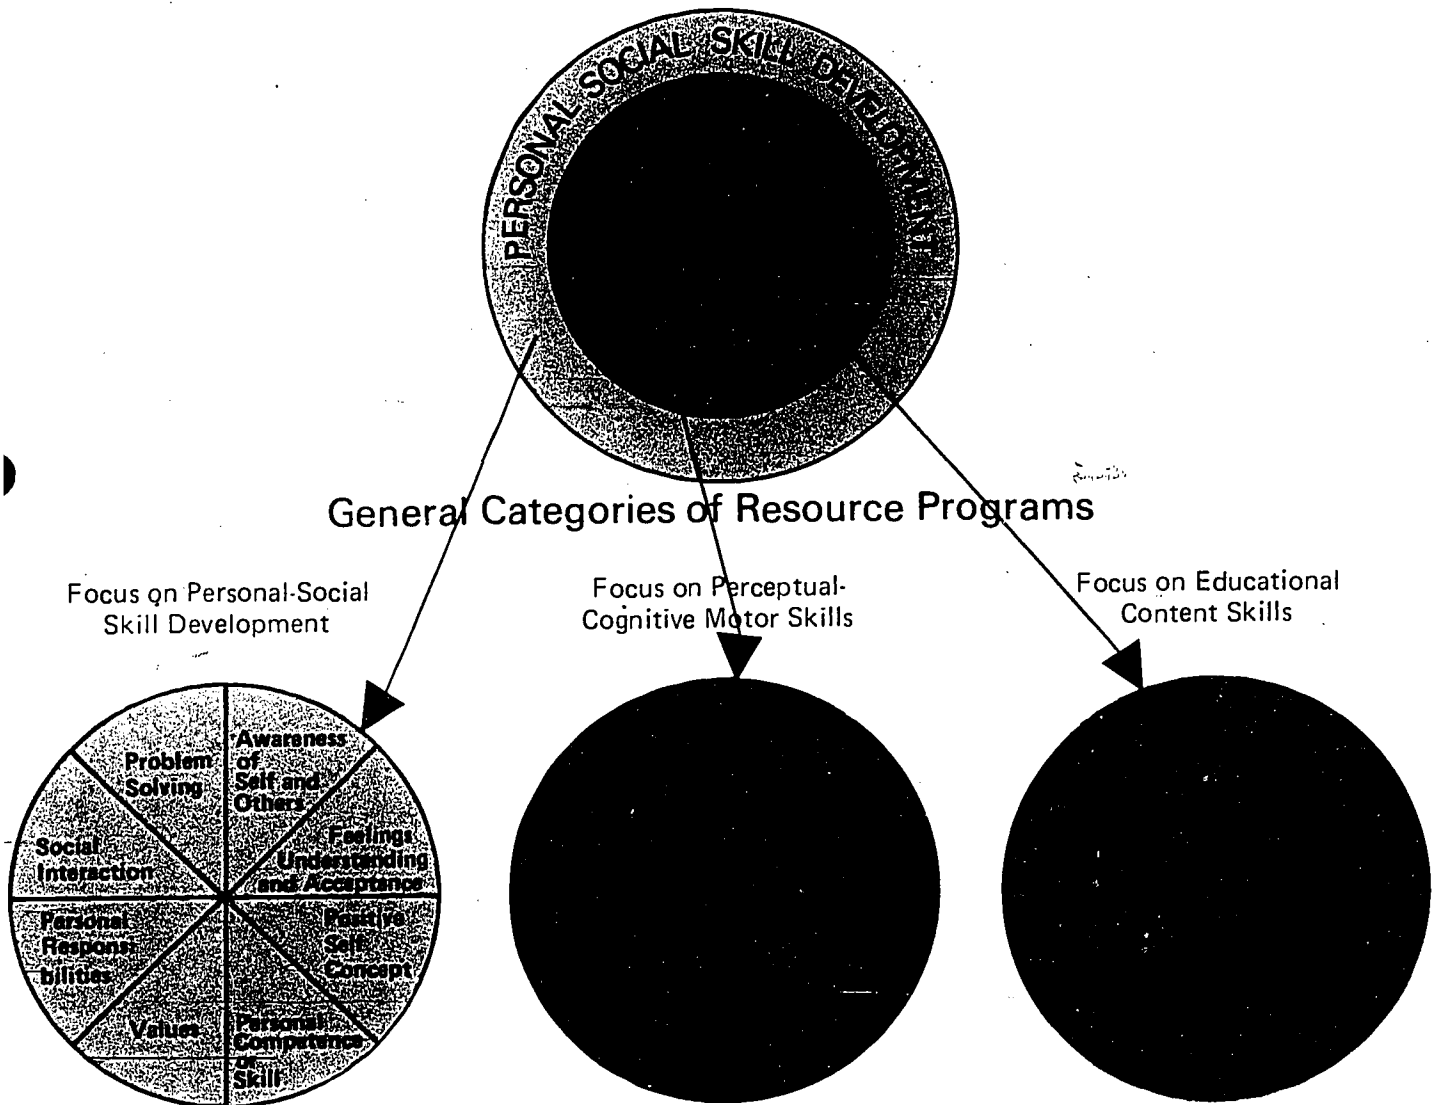 PERSONAL SOCIAL SKILL DEVELOPMENT
General Categories of Resource Programs
Focus on Personal-Social
Skill Development
Focus on Perceptual-
Cognitive Motor Skills
Focus on Educational
Content Skills
Problem
Solving
Awareness
of
Self and
Others
Feelings
Understanding
and Acceptance
Positive
Self
Concept
Personal
Competence
or
Skill
Values
Personal
Responsi-
bilities
Social
Interaction